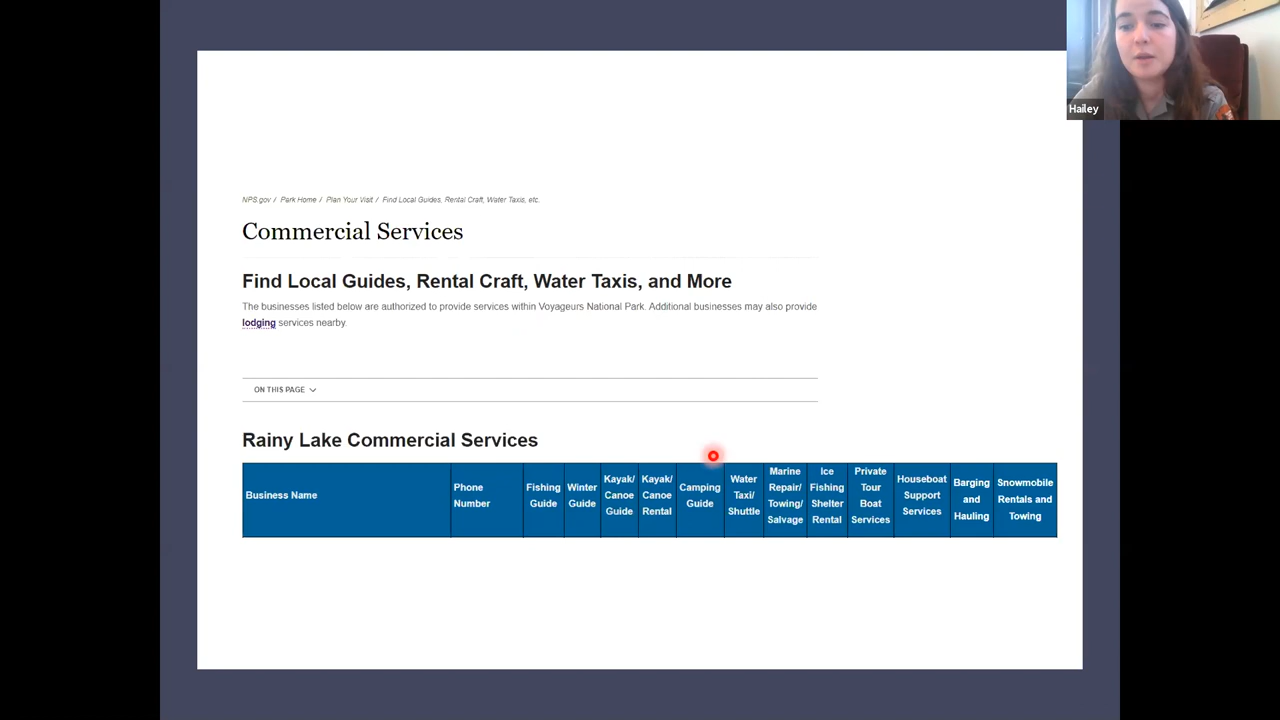 Hailey
NPS.gov / Park Home / Plan Your Visit / Find Local Guides, Rental Craft, Water Taxis, etc.
Commercial Services
Find Local Guides, Rental Craft, Water Taxis, and More
The businesses listed below are authorized to provide services within Voyageurs National Park. Additional businesses may also provide
lodging services nearby.
ON THIS PAGE
Rainy Lake Commercial Services
Business Name
Phone
Number
Fishing
Guide
Winter
Guide
Kayak/
Canoe
Guide
Kayak/
Canoe
Rental
Camping
Guide
Water
Taxi/
Shuttle
Marine
Repair/
Towing/
Salvage
Ice
Fishing
Shelter
Rental
Private
Tour
Boat
Services
Houseboat
Support
Services
Barging
and
Hauling
Snowmobile
Rentals and
Towing